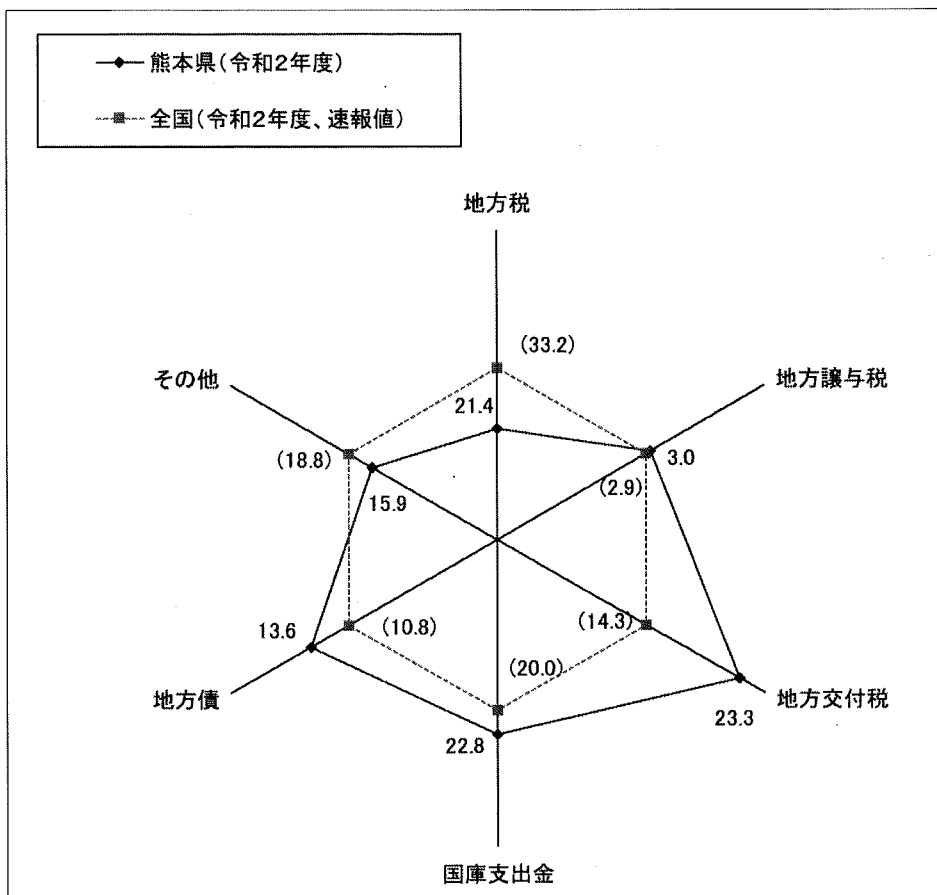 熊本県(令和2年度)
全国(令和2年度、速報値)
地方税
(33.2)
21.4
その他
地方譲与税
(18.8)
15.9
3.0
(2.9)
13.6
(10.8)
(14.3)
(20.0)
地方債
地方交付税
23.3
22.8
国庫支出金